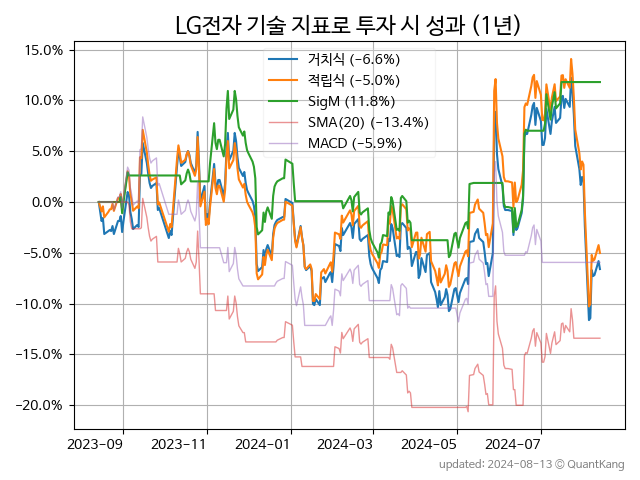 LG전자 기술 지표로 투자 시 성과 (1년)
15.0%
10.0%
5.0%
0.0%
−5.0%
−10.0%
−15.0%
−20.0%
거치식 (−6.6%)
적립식 (−5.0%)
SigM (11.8%)
SMA(20) (−13.4%)
MACD (−5.9%)
2023-09 2023-11 2024-01 2024-03 2024-05 2024-07
updated: 2024-08-13 © QuantKang